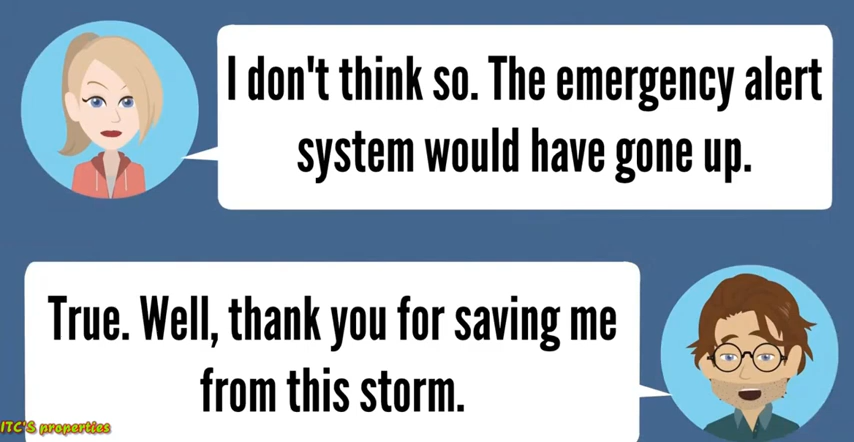 I don't think so. The emergency alert
system would have gone up.
True. Well, thank you for saving me
from this storm.
ITC'S properties